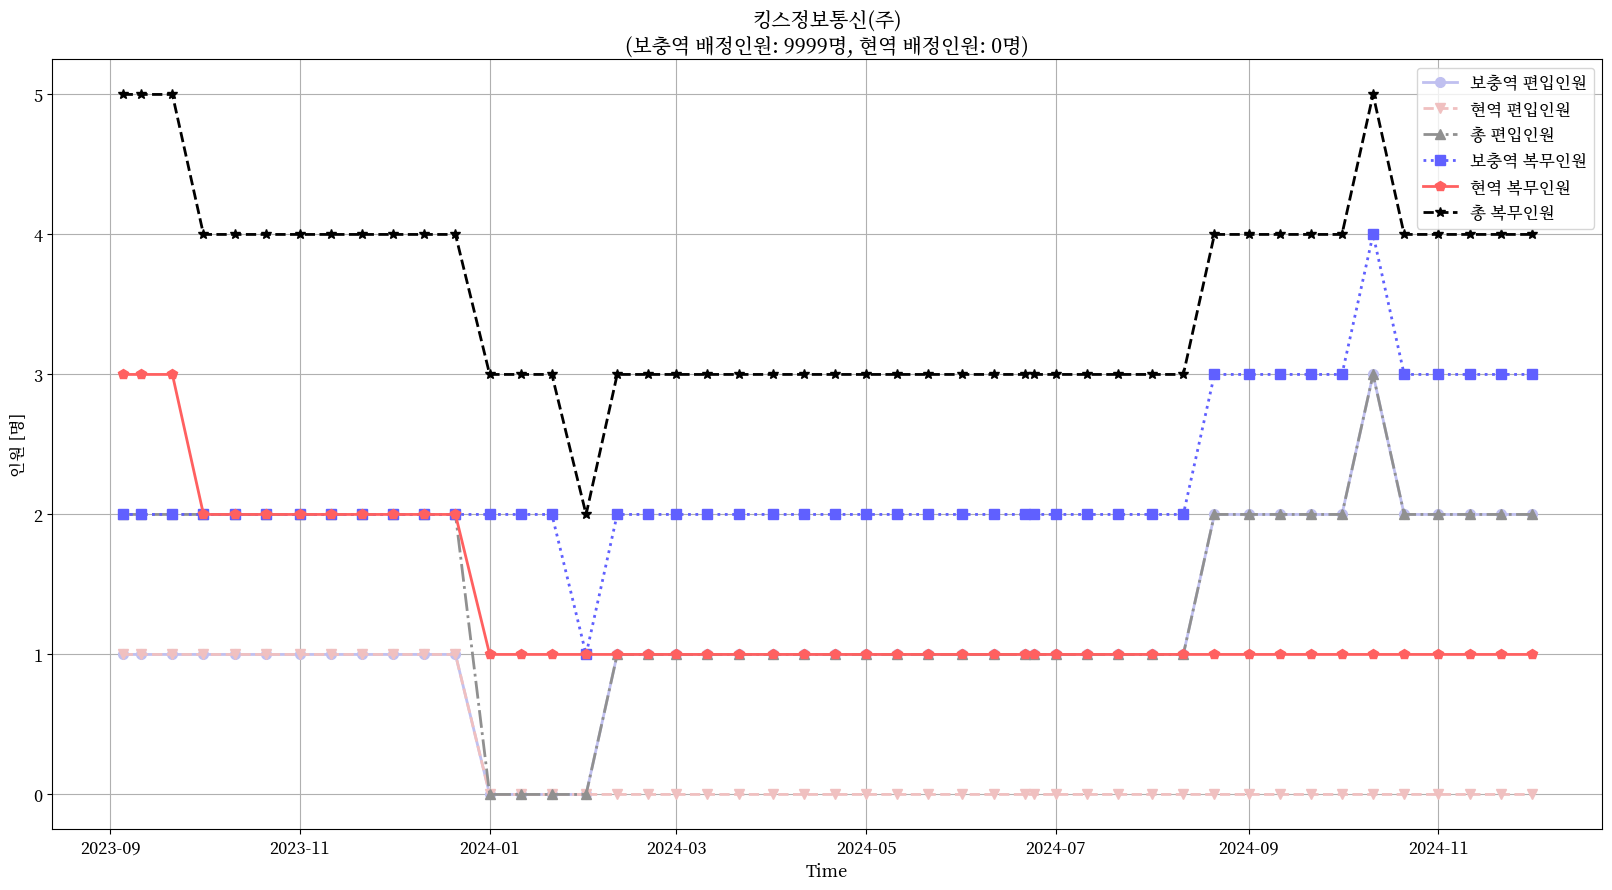 킹스정보통신(주)
(보충역 배정인원: 9999명, 현역 배정인원: 0명)
보충역 편입인원
현역 편입인원
총 편입인원
보충역 복무인원
현역 복무인원
총 복무인원
인원 [명]
5
4
3
2
1
0
2023-09 2023-11 2024-01 2024-03 2024-05 2024-07 2024-09 2024-11
Time